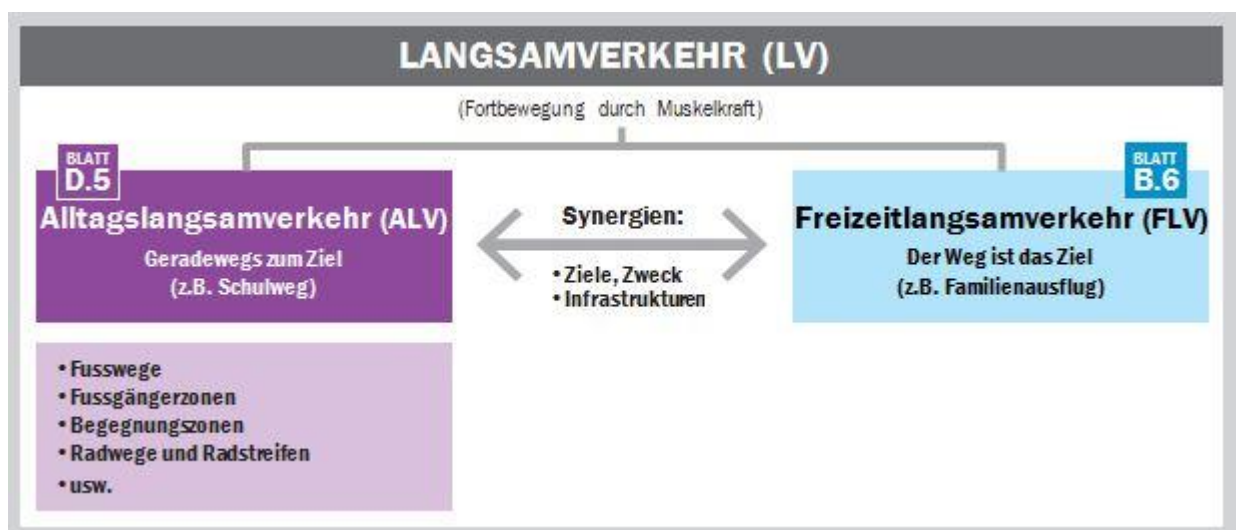 LANGSAMVERKEHR (LV)
(Fortbewegung durch Muskelkraft)
BLATT
D.5
Alltagslangsamverkehr (ALV)
Geradewegs zum Ziel
(z.B. Schulweg)
Synergien:
• Ziele, Zweck
• Infrastrukturen
BLATT
B.6
Freizeitlangsamverkehr (FLV)
Der Weg ist das Ziel
(z.B. Familienausflug)
• Fusswege
• Fussgängerzonen
• Begegnungszonen
• Radwege und Radstreifen
• usw.